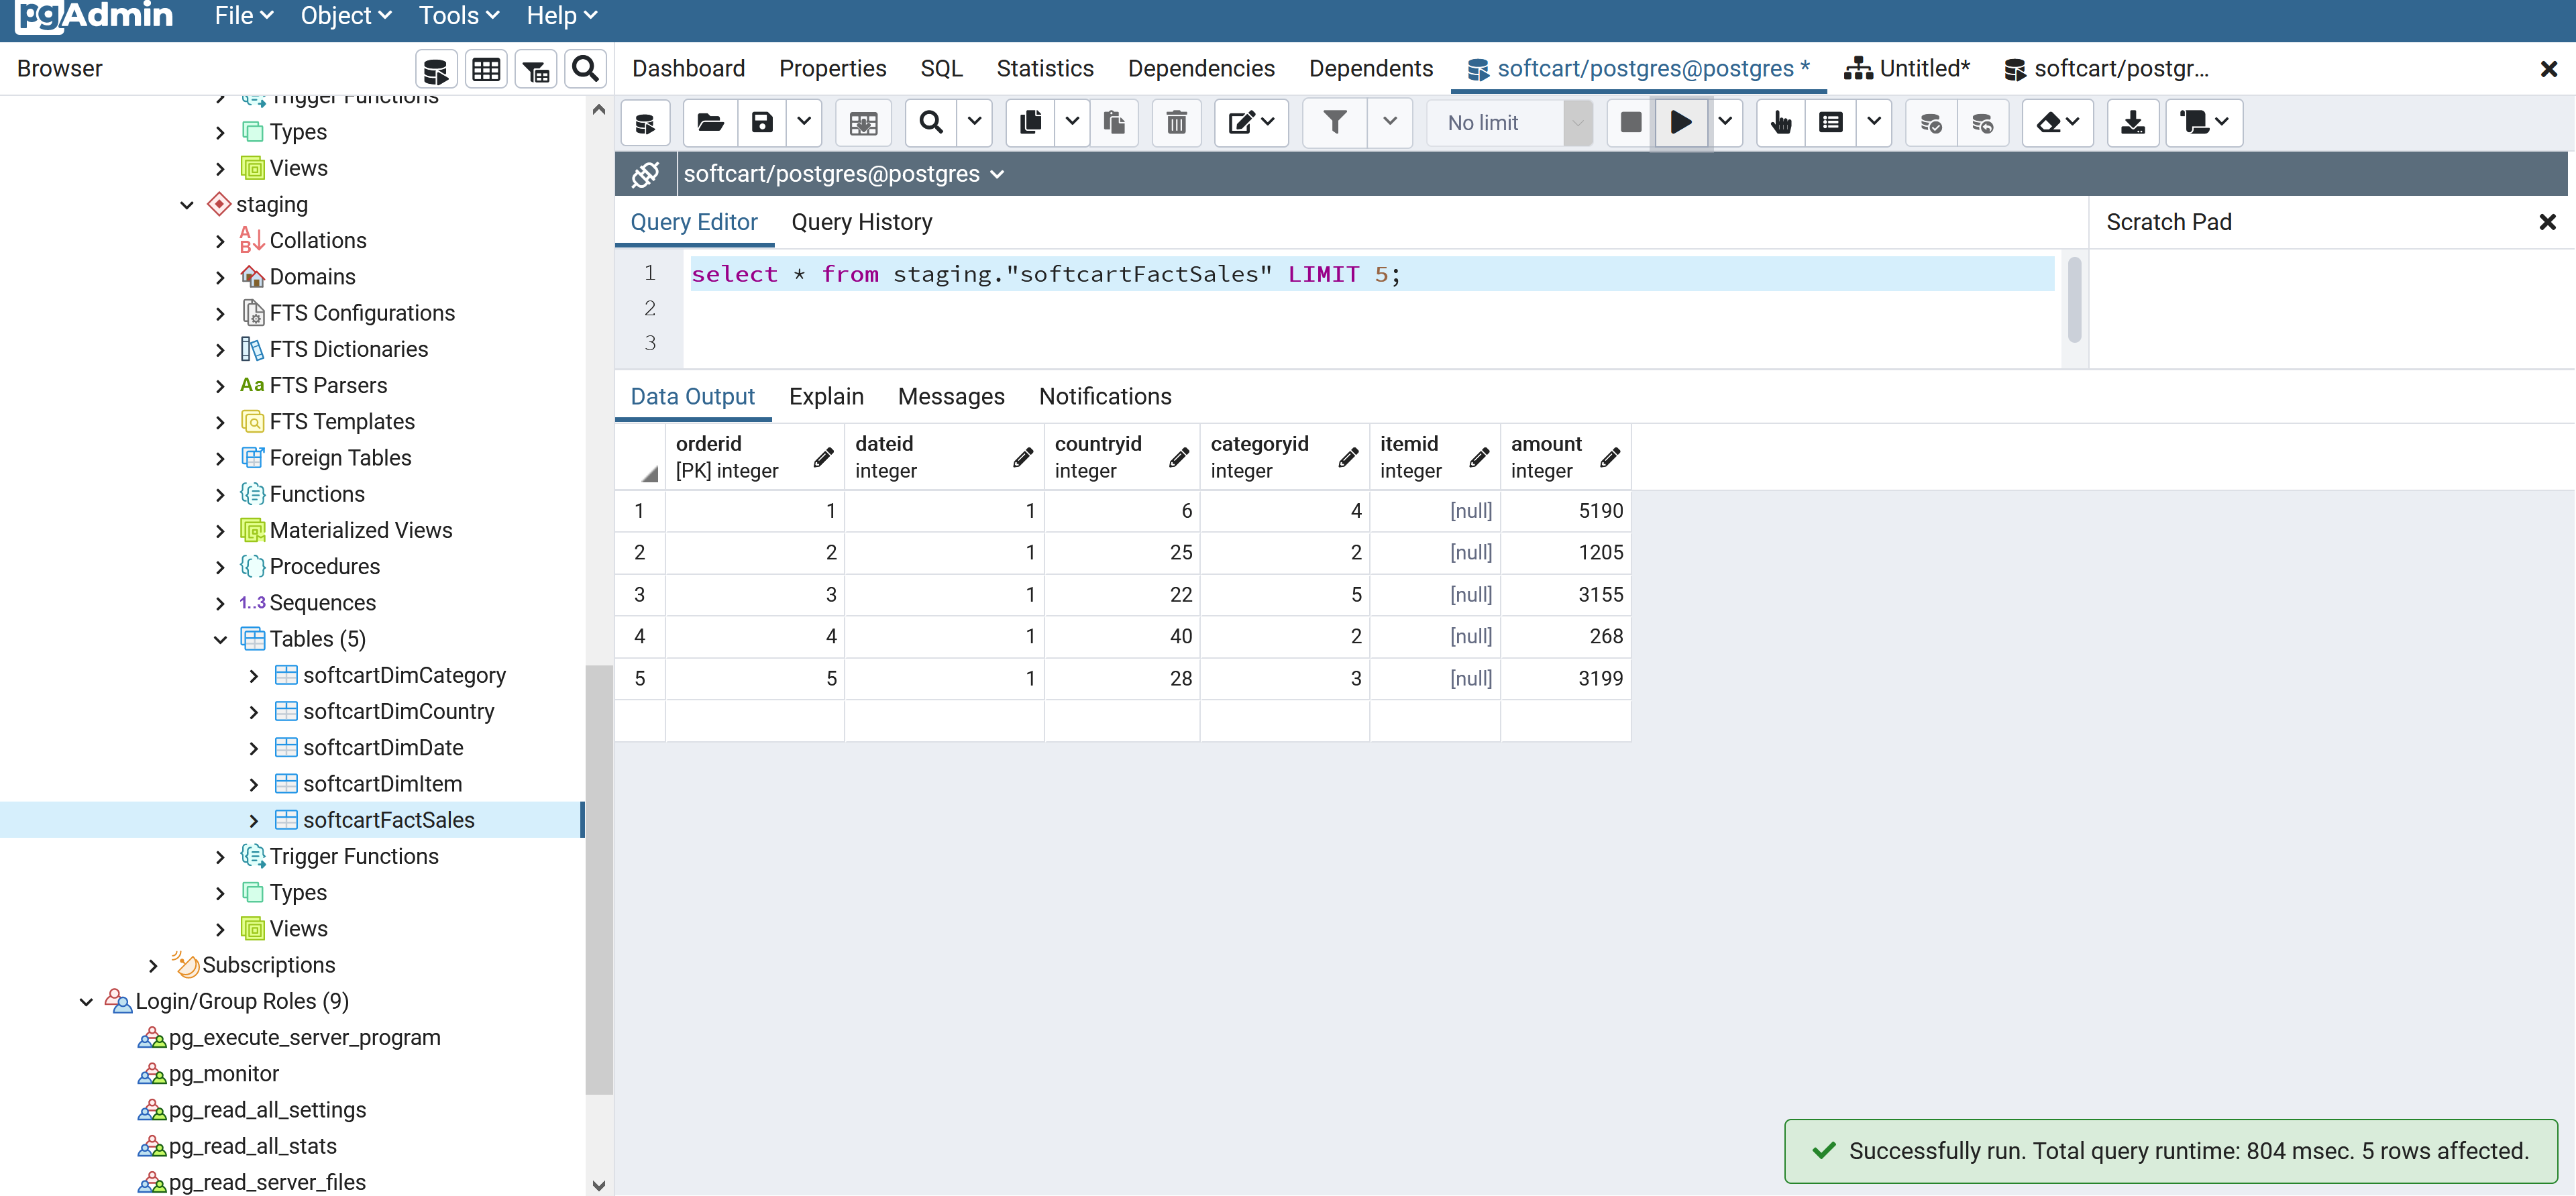 pgAdmin File Object Tools Help
Browser
Dashboard Properties SQL Statistics Dependencies Dependents softcart/postgres@postgres * Untitled* softcart/postgr...
No limit
softcart/postgres@postgres
Query Editor Query History
Scratch Pad
1 select * from staging."softcartFactSales" LIMIT 5;
2
3
Data Output Explain Messages Notifications
orderid dateid countryid categoryid itemid amount
[PK] integer integer integer integer integer integer
1 1 1 6 4 [null] 5190
2 2 1 25 2 [null] 1205
3 3 1 22 5 [null] 3155
4 4 1 40 2 [null] 268
5 5 1 28 3 [null] 3199
Trigger Functions
Types
Views
staging
Collations
Domains
FTS Configurations
FTS Dictionaries
Aa FTS Parsers
FTS Templates
Foreign Tables
Functions
Materialized Views
Procedures
1..3 Sequences
Tables (5)
softcartDimCategory
softcartDimCountry
softcartDimDate
softcartDimItem
softcartFactSales
Trigger Functions
Types
Views
Subscriptions
Login/Group Roles (9)
pg_execute_server_program
pg_monitor
pg_read_all_settings
pg_read_all_stats
pg_read_server_files
Successfully run. Total query runtime: 804 msec. 5 rows affected.